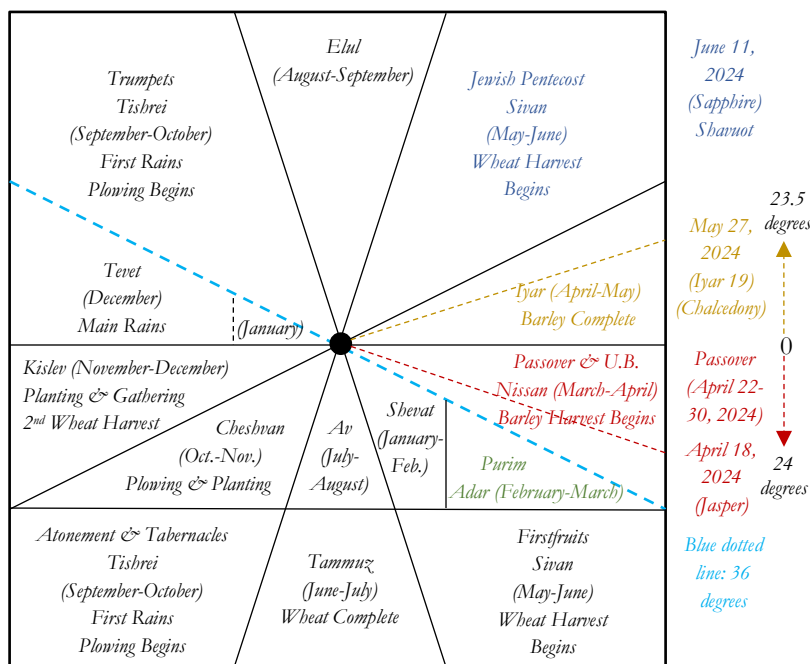 Trumpets
Tishrei
(September-October)
First Rains
Plowing Begins
Elul
(August-September)
Jewish Pentecost
Sivan
(May-June)
Wheat Harvest
Begins
June 11,
2024
(Sapphire)
Shavuot
23.5
degrees
May 27,
2024
(Iyar 19)
(Chalcedony)
Tevet
(December)
Main Rains
(January)
Iyar (April-May)
Barley Complete
0
Kislev (November-December)
Planting & Gathering
2nd Wheat Harvest
Cheshvan
(Oct.-Nov.)
Plowing & Planting
Av
(July-
August)
Shevat
(January-
Feb.)
Passover & U.B.
Nissan (March-April)
Barley Harvest Begins
Purim
Adar (February-March)
Passover
(April 22-
30, 2024)
April 18,
2024
(Jasper)
24
degrees
Atonement & Tabernacles
Tishrei
(September-October)
First Rains
Plowing Begins
Tammuz
(June-July)
Wheat Complete
Firstfruits
Sivan
(May-June)
Wheat Harvest
Begins
Blue dotted
line: 36
degrees